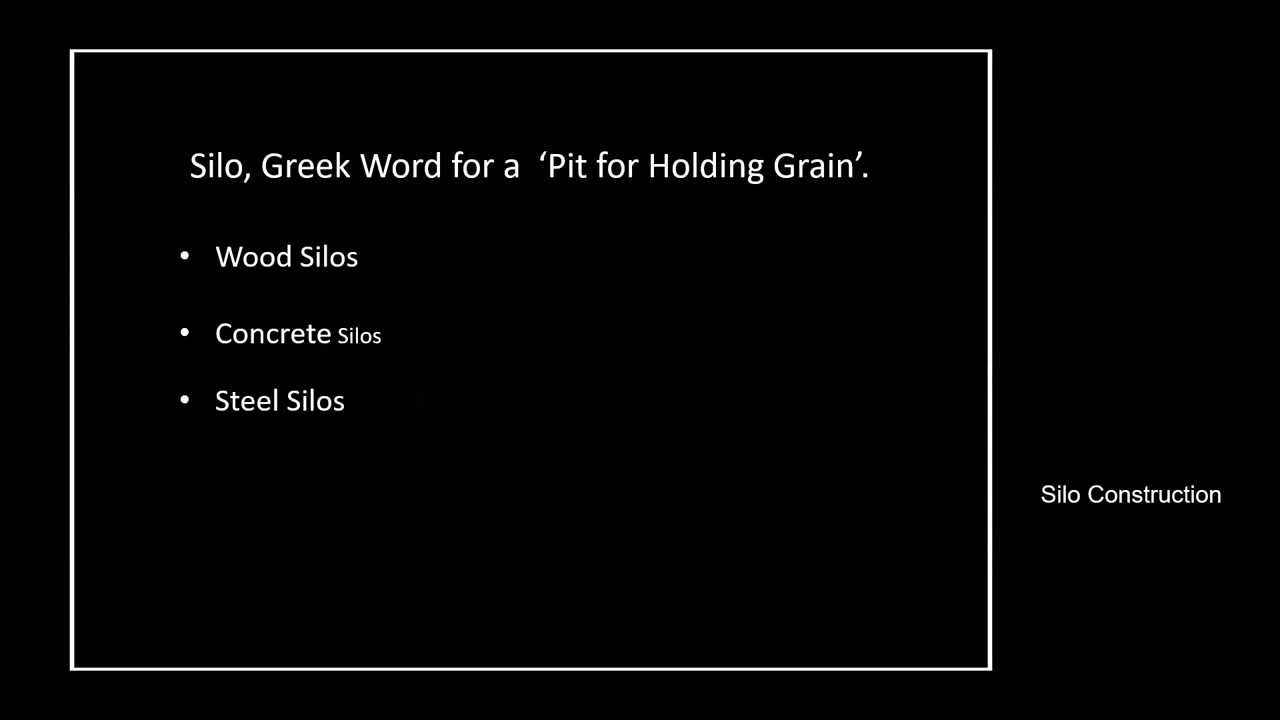 Silo, Greek Word for a  ‘Pit for Holding Grain’.
• Wood Silos
• Concrete Silos
• Steel Silos
Silo Construction